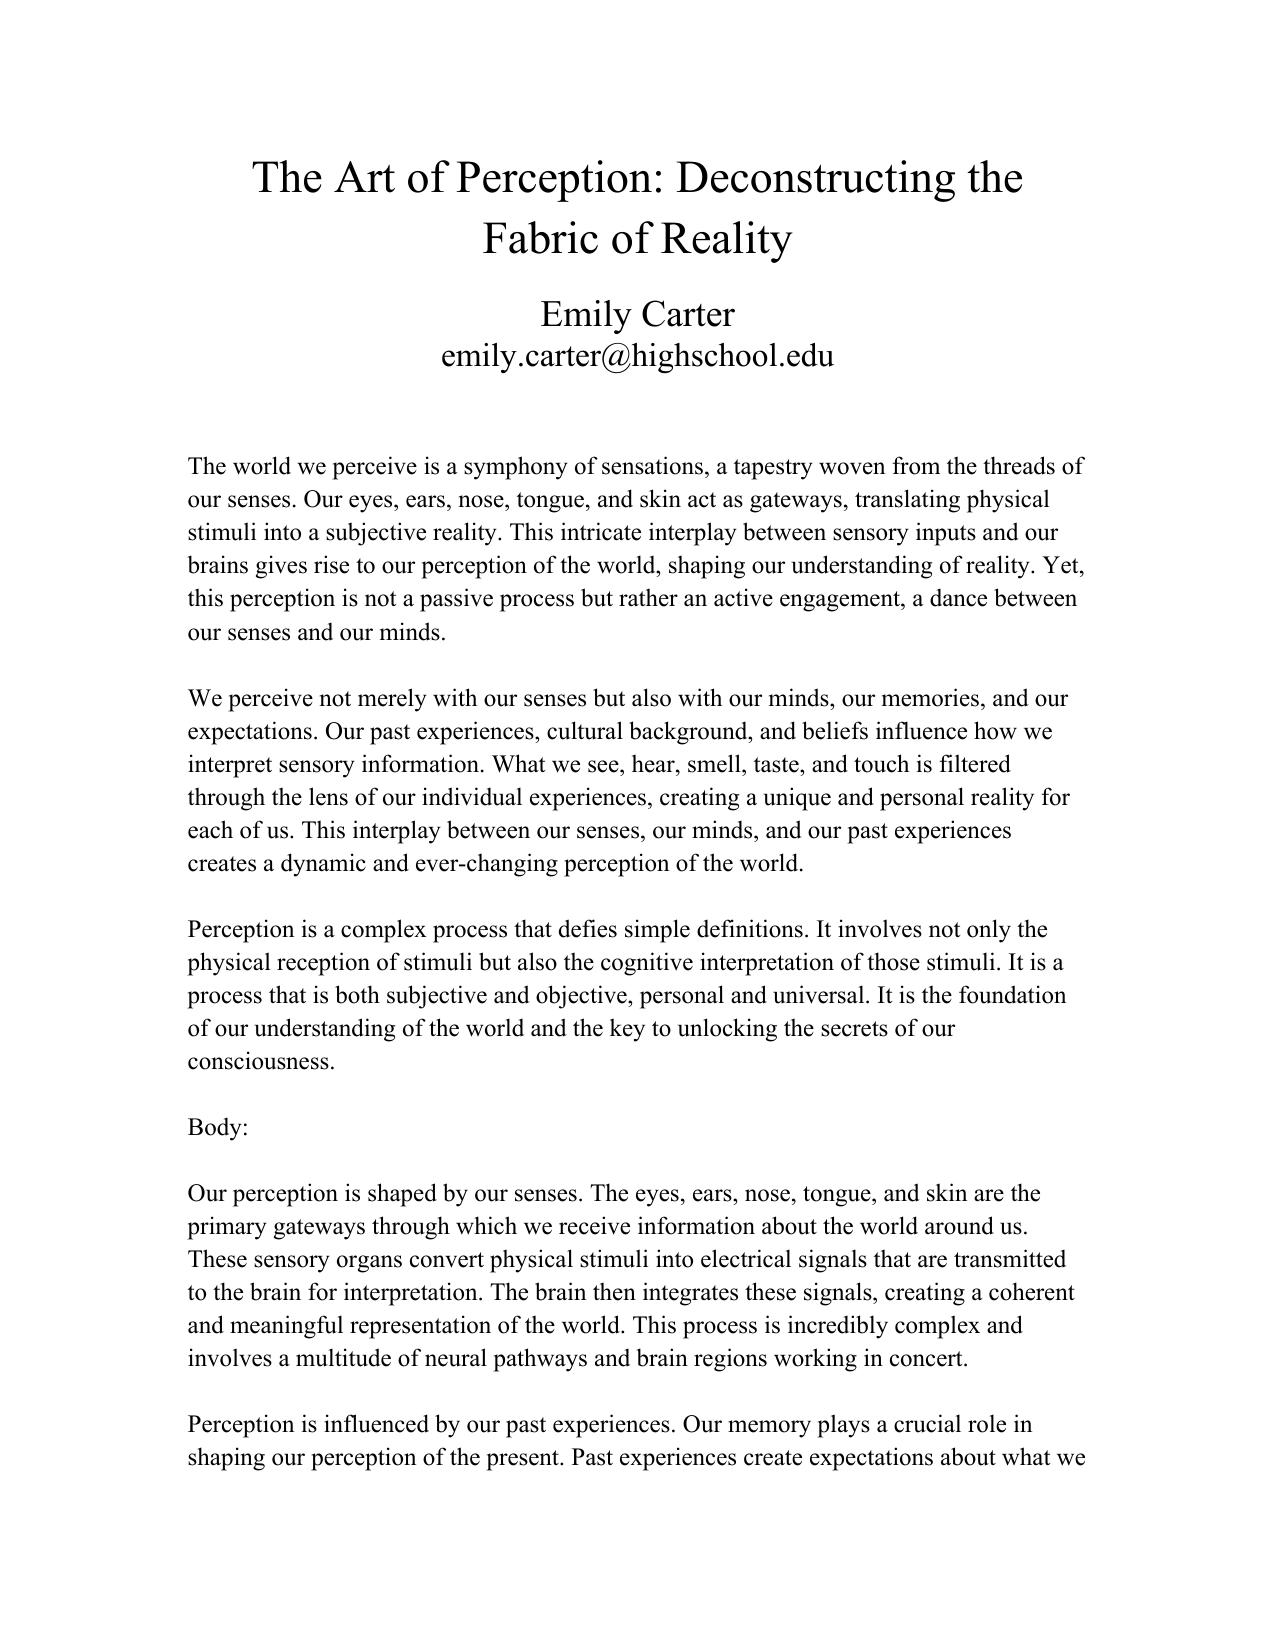 The Art of Perception: Deconstructing the
Fabric of Reality
Emily Carter
emily.carter@highschool.edu
The world we perceive is a symphony of sensations, a tapestry woven from the threads of
our senses. Our eyes, ears, nose, tongue, and skin act as gateways, translating physical
stimuli into a subjective reality. This intricate interplay between sensory inputs and our
brains gives rise to our perception of the world, shaping our understanding of reality. Yet,
this perception is not a passive process but rather an active engagement, a dance between
our senses and our minds.
We perceive not merely with our senses but also with our minds, our memories, and our
expectations. Our past experiences, cultural background, and beliefs influence how we
interpret sensory information. What we see, hear, smell, taste, and touch is filtered
through the lens of our individual experiences, creating a unique and personal reality for
each of us. This interplay between our senses, our minds, and our past experiences
creates a dynamic and ever-changing perception of the world.
Perception is a complex process that defies simple definitions. It involves not only the
physical reception of stimuli but also the cognitive interpretation of those stimuli. It is a
process that is both subjective and objective, personal and universal. It is the foundation
of our understanding of the world and the key to unlocking the secrets of our
consciousness.
Body:
Our perception is shaped by our senses. The eyes, ears, nose, tongue, and skin are the
primary gateways through which we receive information about the world around us.
These sensory organs convert physical stimuli into electrical signals that are transmitted
to the brain for interpretation. The brain then integrates these signals, creating a coherent
and meaningful representation of the world. This process is incredibly complex and
involves a multitude of neural pathways and brain regions working in concert.
Perception is influenced by our past experiences. Our memory plays a crucial role in
shaping our perception of the present. Past experiences create expectations about what we